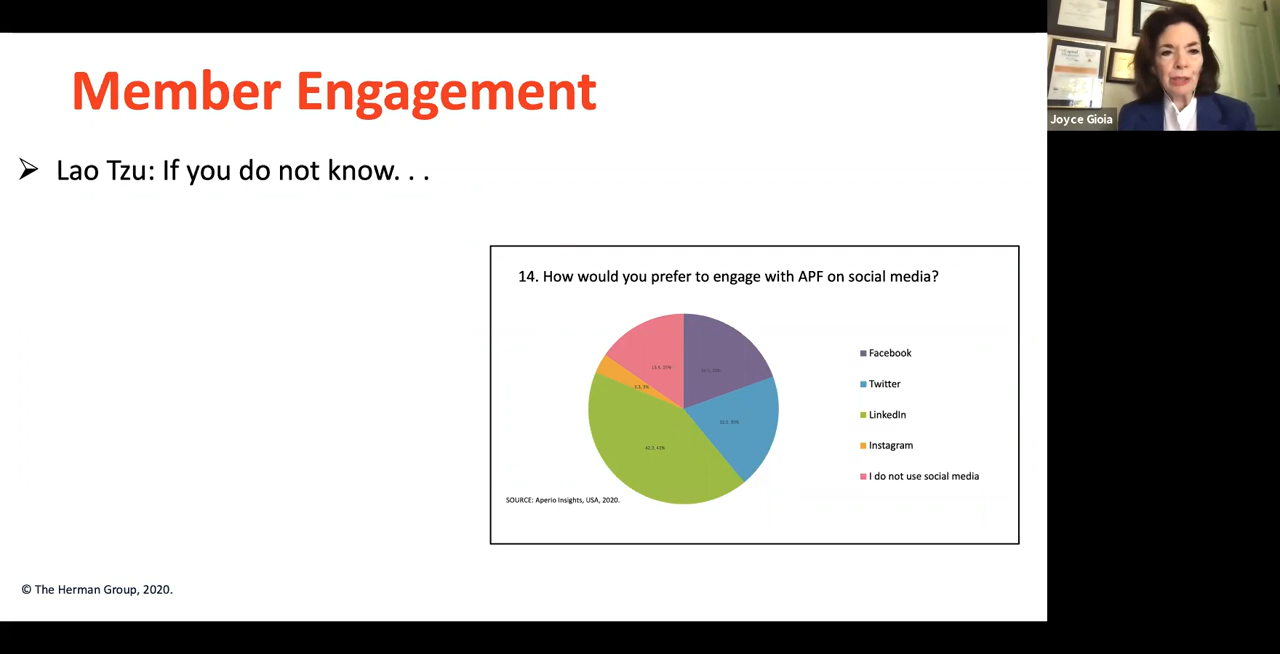 Member Engagement
Joyce Gioia
➢ Lao Tzu: If you do not know. . .
14. How would you prefer to engage with APF on social media?
Facebook
Twitter
LinkedIn
Instagram
I do not use social media
SOURCE: Aperio Insights, USA, 2020.
© The Herman Group, 2020.